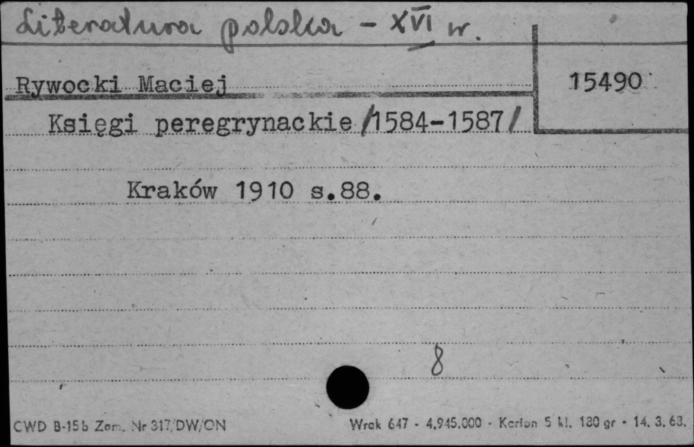 Literatura polska - XVI w.
Rywocki Maciej
15490
Księgi peregrynackie /1584-1587/
Kraków 1910 s.88.
8
CWD B-15b Zam. Nr 317/DW/ON Wrak 647 - 4.945.000 - Karton 5 kl. 180 gr - 14. 3. 63.